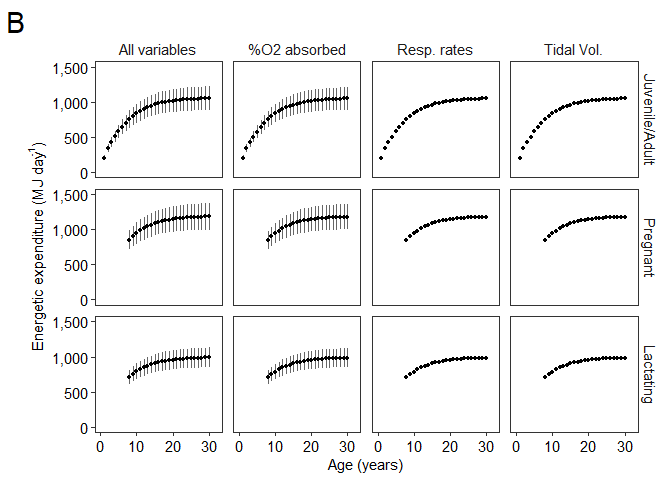 B
All variables %O2 absorbed Resp. rates Tidal Vol.
Energetic expenditure (MJ day-1)
1,500
1,000
500
0
Juvenile/Adult
1,500
1,000
500
0
Pregnant
1,500
1,000
500
0
Lactating
0 10 20 30 0 10 20 30 0 10 20 30 0 10 20 30
Age (years)